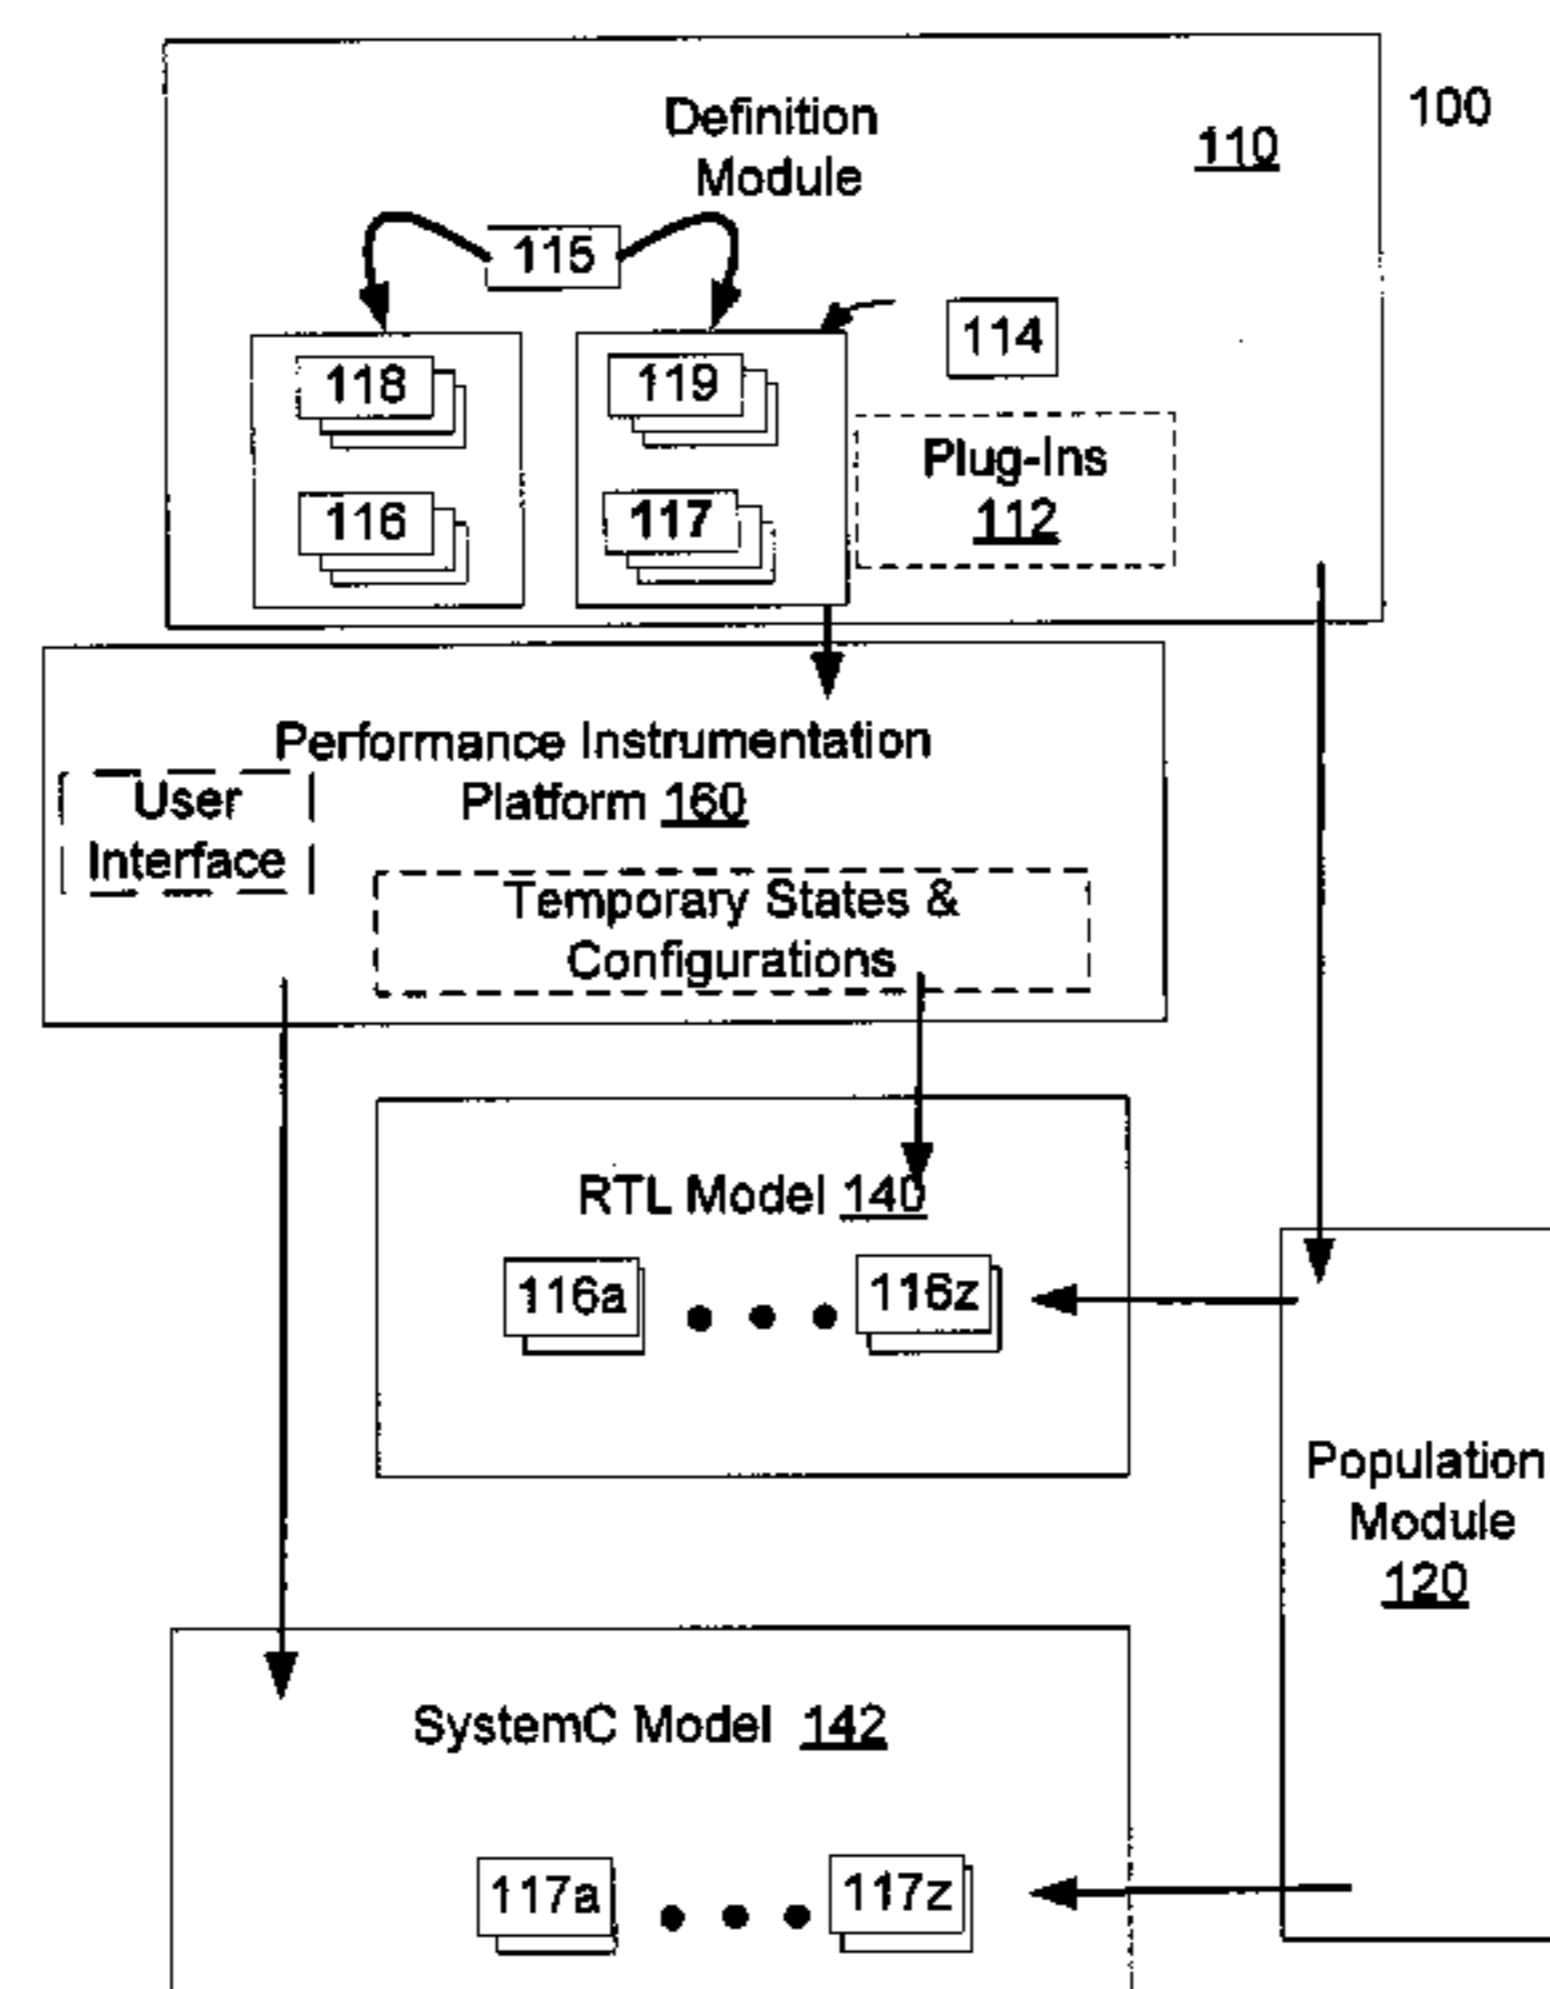 Definition
Module
100
110
115
114
118
119
116
117
Plug-Ins
112
Performance Instrumentation
Platform 160
User
Interface
Temporary States &
Configurations
RTL Model 140
116a
116z
Population
Module
120
SystemC Model 142
117a
117z